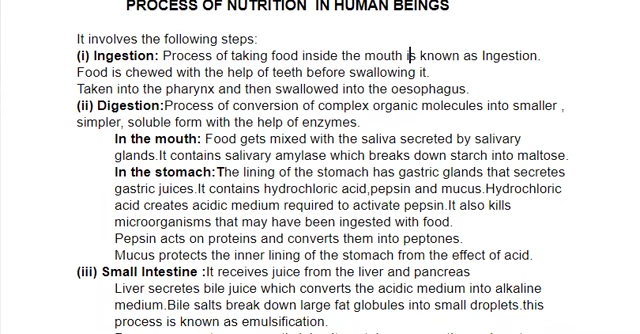 PROCESS OF NUTRITION IN HUMAN BEINGS
It involves the following steps:
(i) Ingestion: Process of taking food inside the mouth is known as Ingestion.
Food is chewed with the help of teeth before swallowing it.
Taken into the pharynx and then swallowed into the oesophagus.
(ii) Digestion:Process of conversion of complex organic molecules into smaller ,
simpler, soluble form with the help of enzymes.
In the mouth: Food gets mixed with the saliva secreted by salivary
glands.It contains salivary amylase which breaks down starch into maltose.
In the stomach:The lining of the stomach has gastric glands that secretes
gastric juices.It contains hydrochloric acid,pepsin and mucus.Hydrochloric
acid creates acidic medium required to activate pepsin.It also kills
microorganisms that may have been ingested with food.
Pepsin acts on proteins and converts them into peptones.
Mucus protects the inner lining of the stomach from the effect of acid.
(iii) Small Intestine :It receives juice from the liver and pancreas
Liver secretes bile juice which converts the acidic medium into alkaline
medium.Bile salts break down large fat globules into small droplets.this
process is known as emulsification.